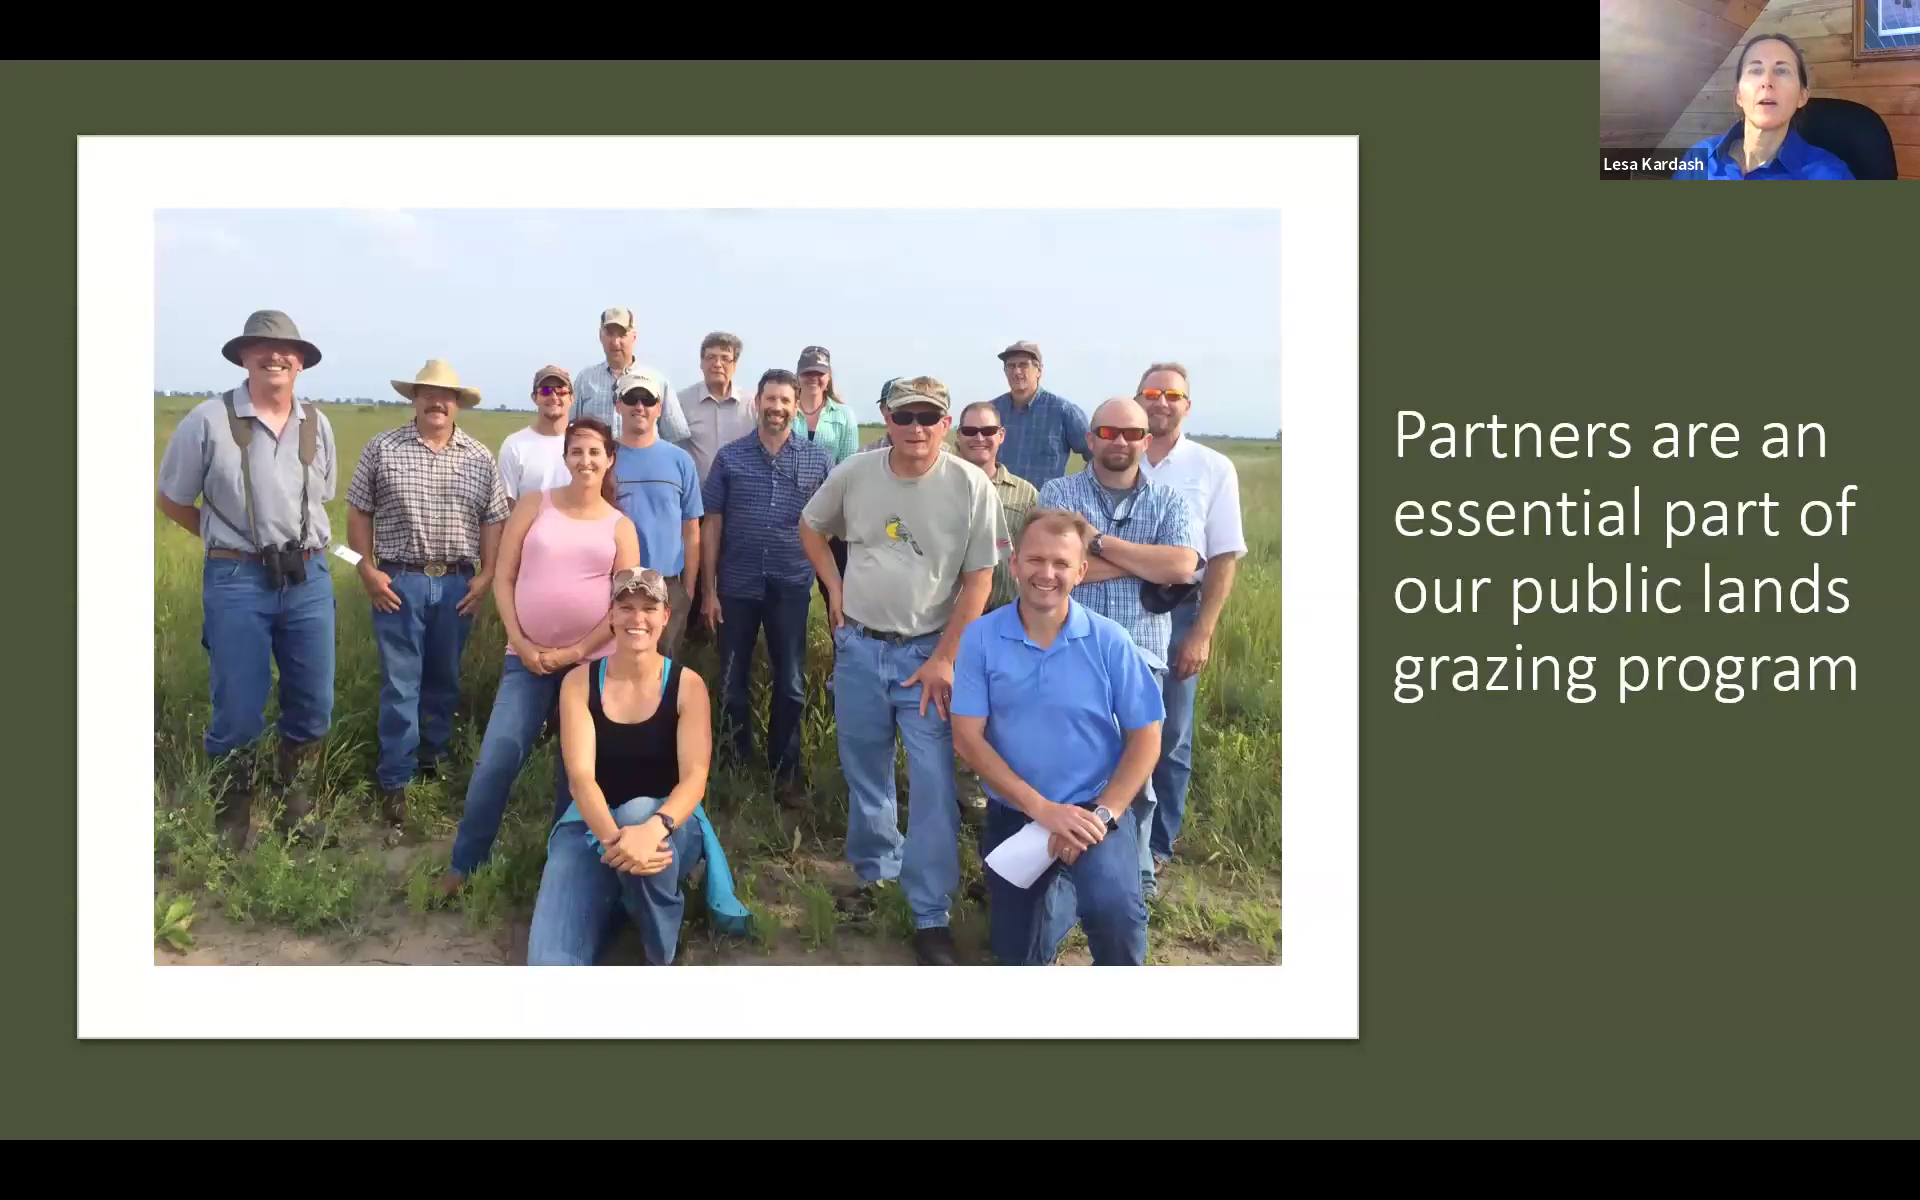 Lesa Kardash
Partners are an
essential part of
our public lands
grazing program